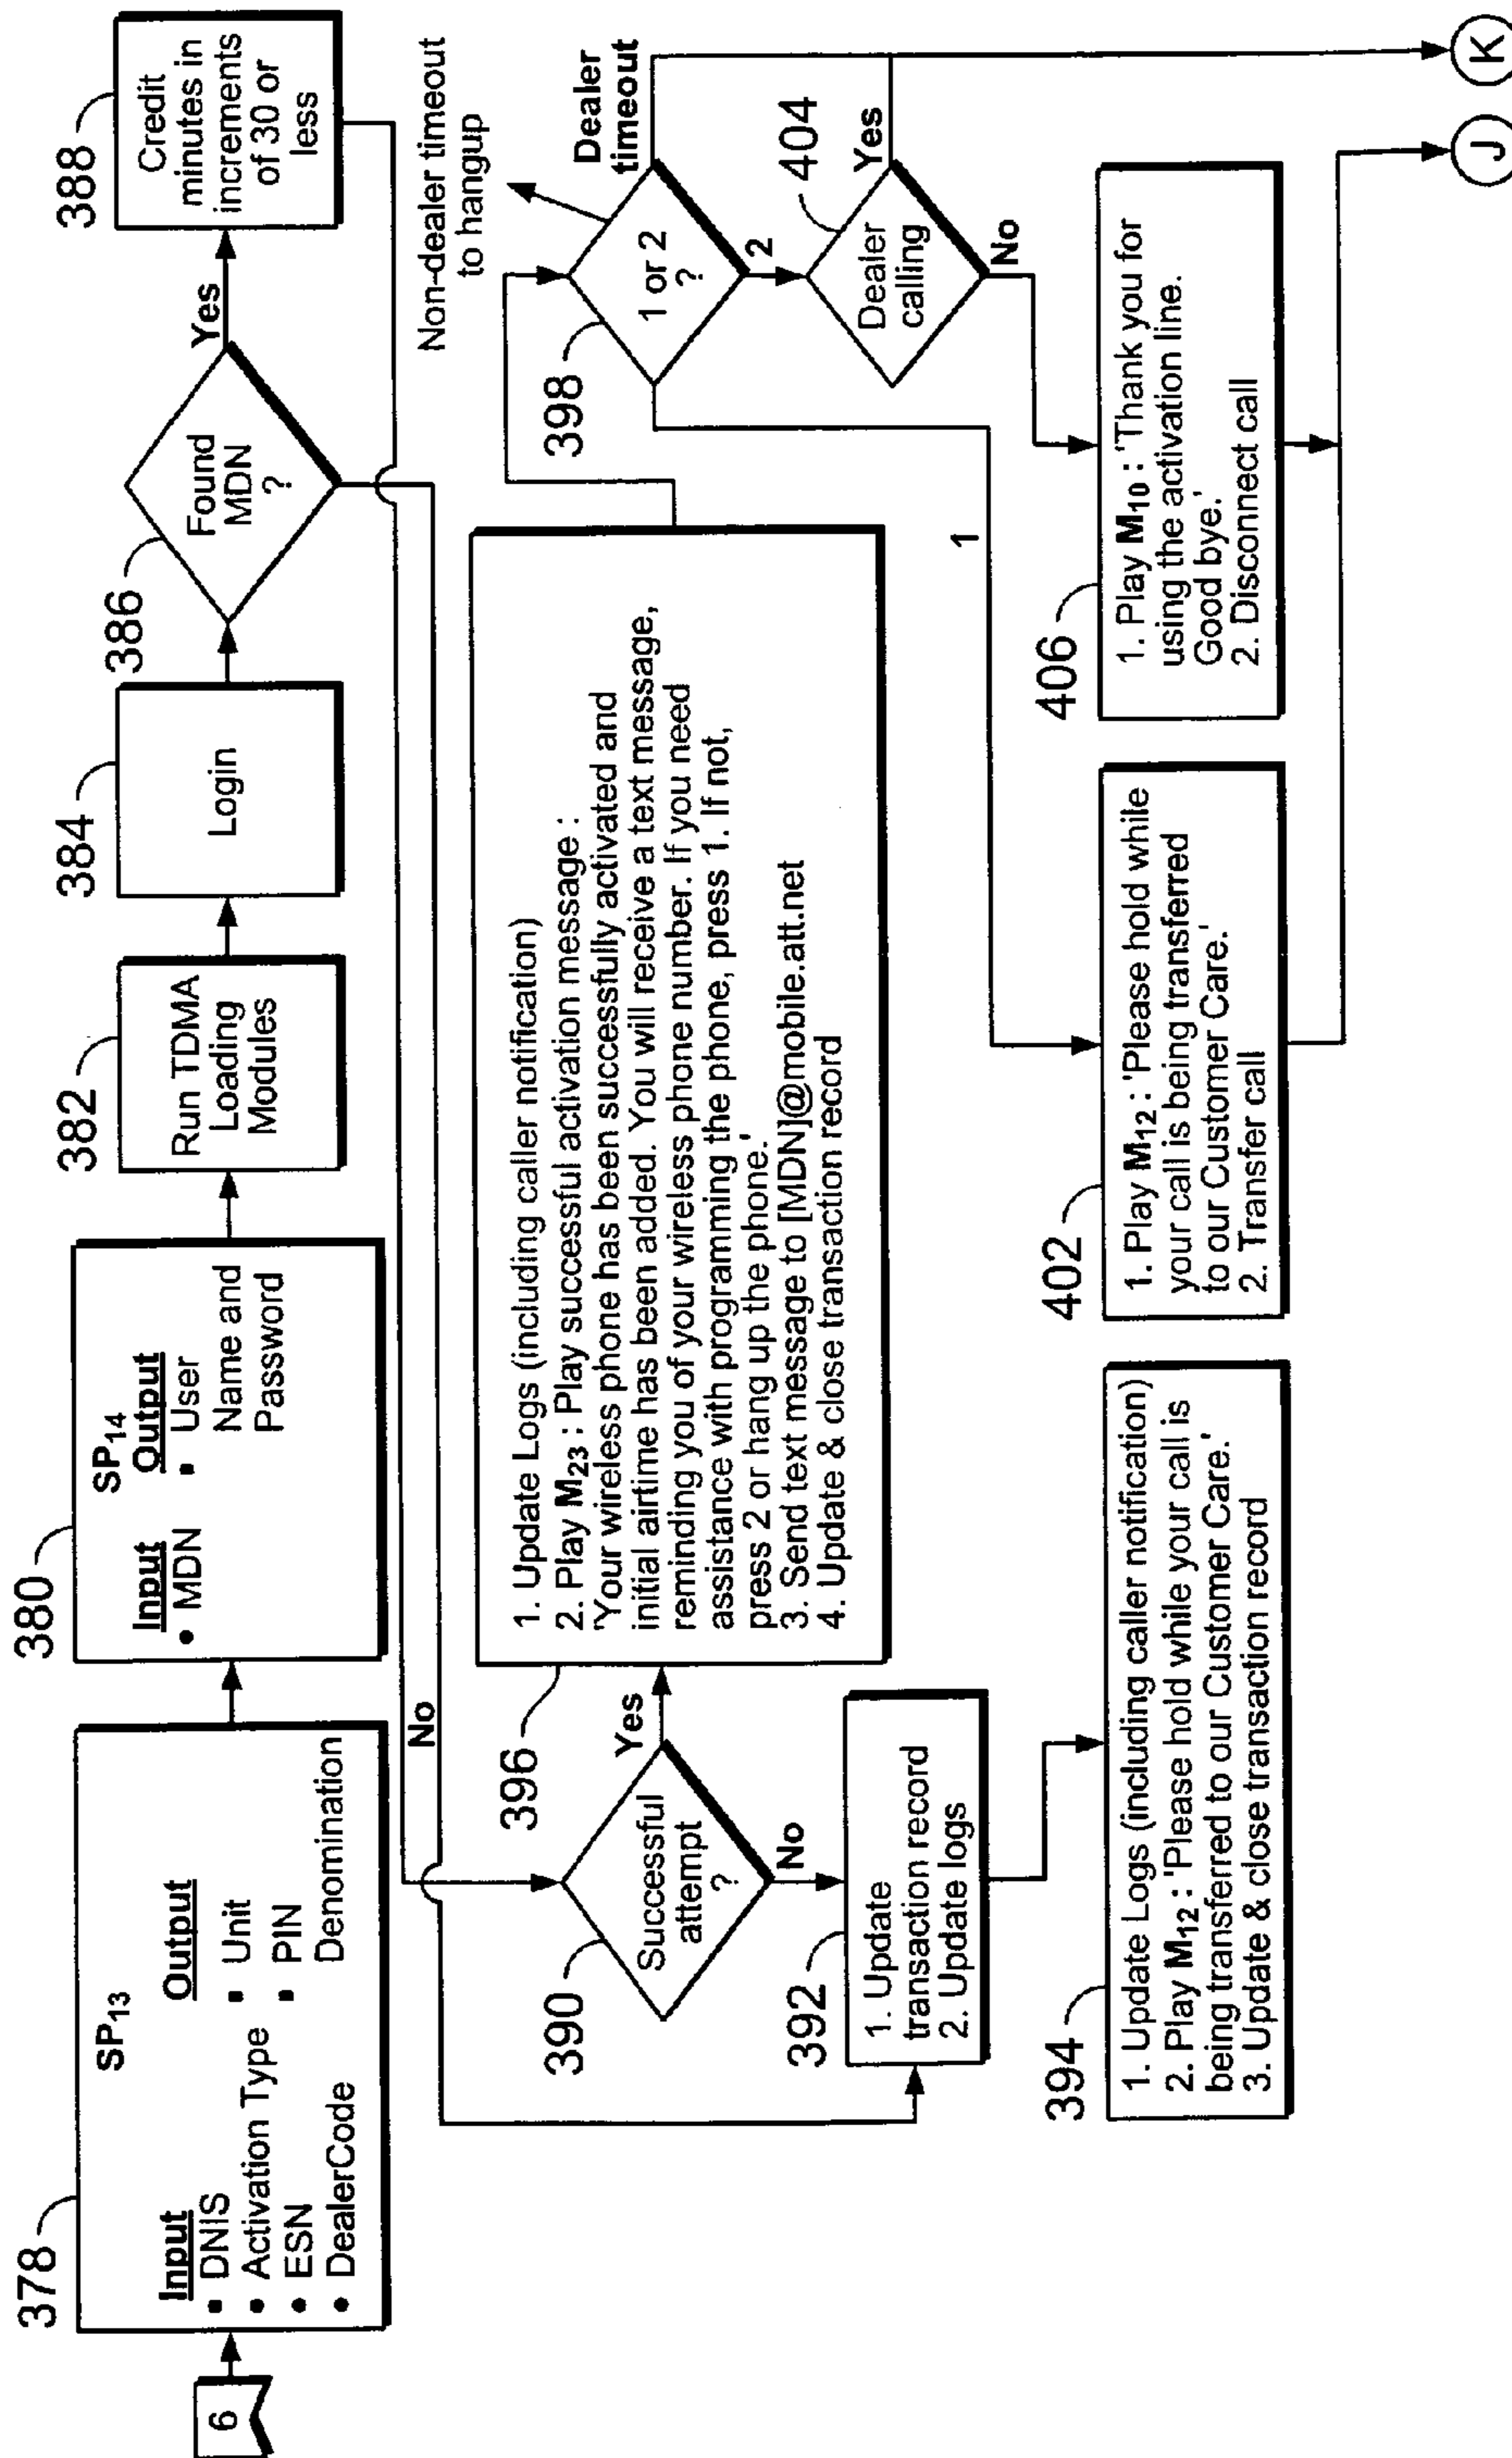 6
378
SP13
Input
▪ DNIS
• Activation Type
• ESN
• DealerCode
Output
▪ Unit
▪ PIN
Denomination
380
SP14
Input
• MDN
Output
▪ User
Name and
Password
382
Run TDMA
Loading
Modules
384
Login
386
Found
MDN
?
Yes
No
388
Credit
minutes in
increments
of 30 or
less
390
Successful
attempt
?
Yes
No
392
1. Update
transaction record
2. Update logs
394
1. Update Logs (including caller notification)
2. Play M12 : 'Please hold while your call is
being transferred to our Customer Care.'
3. Update & close transaction record
396
1. Update Logs (including caller notification)
2. Play M23 : Play successful activation message :
'Your wireless phone has been successfully activated and
initial airtime has been added. You will receive a text message,
reminding you of your wireless phone number. If you need
assistance with programming the phone, press 1. If not,
press 2 or hang up the phone.'
3. Send text message to [MDN]@mobile.att.net
4. Update & close transaction record
398
1 or 2
?
Non-dealer timeout
to hangup
Dealer
timeout
1
2
402
1. Play M12 : 'Please hold while
your call is being transferred
to our Customer Care.'
2. Transfer call
404
Dealer
calling
Yes
No
406
1. Play M10 : 'Thank you for
using the activation line.
Good bye.'
2. Disconnect call
J
K